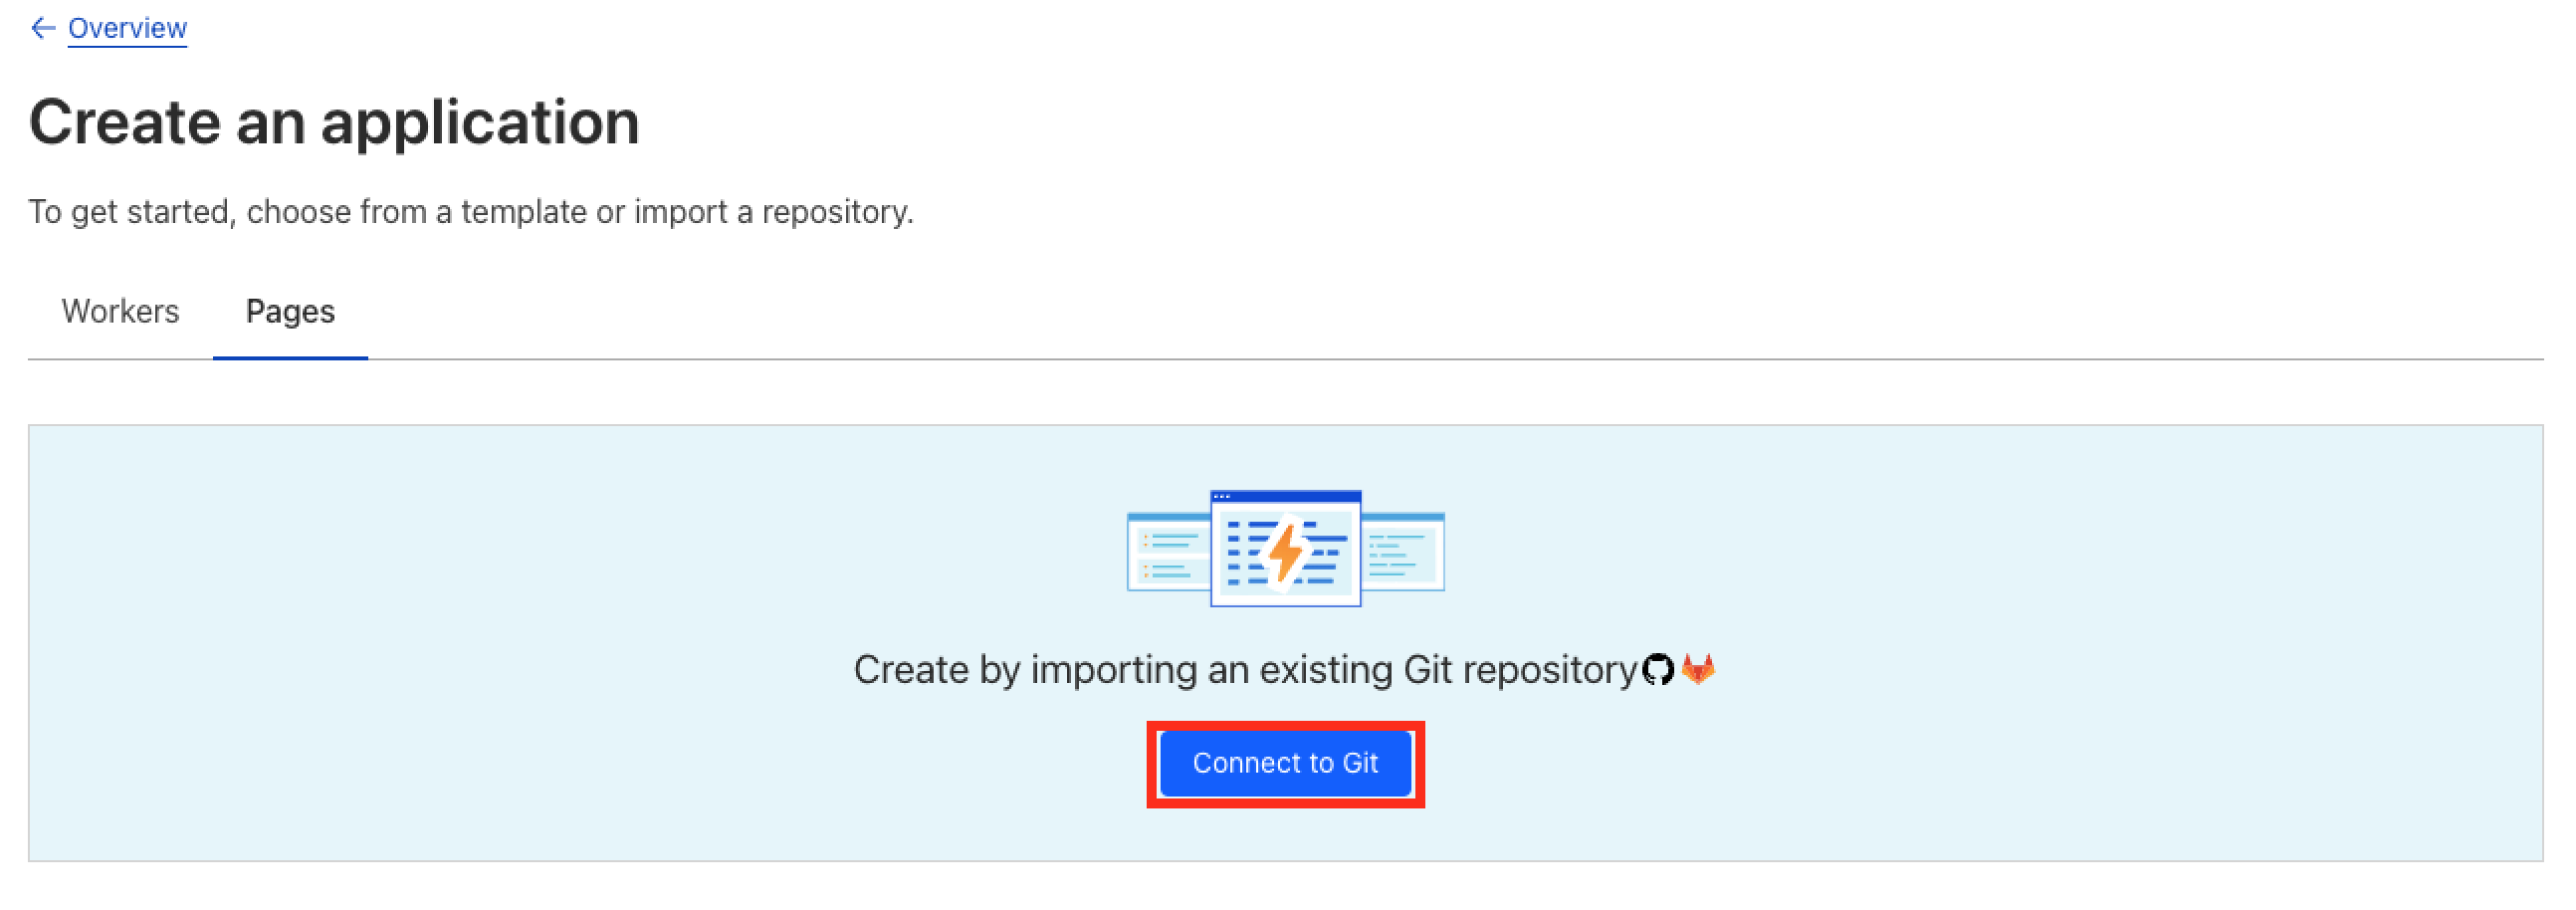 ← Overview
Create an application
To get started, choose from a template or import a repository.
Workers Pages
Create by importing an existing Git repository
Connect to Git